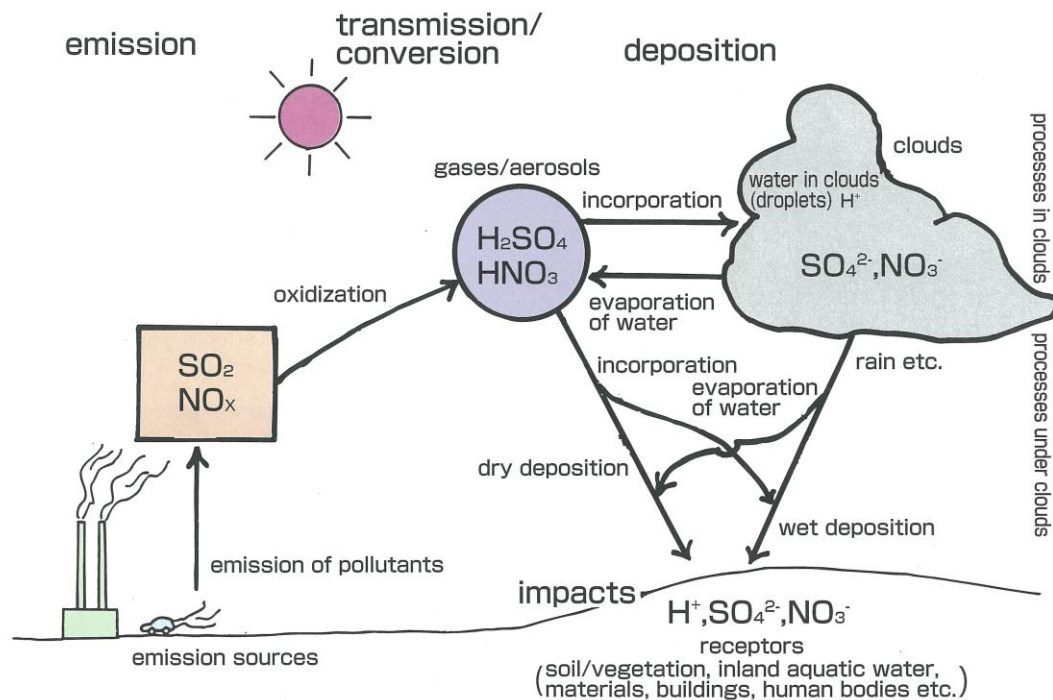 emission
transmission/
conversion
deposition
gases/aerosols
H₂SO₄
HNO₃
incorporation
clouds
water in clouds
(droplets) H⁺
SO₄²⁻,NO₃⁻
processes in clouds
processes under clouds
oxidization
evaporation
of water
SO₂
NOx
incorporation
evaporation
of water
rain etc.
dry deposition
wet deposition
emission of pollutants
emission sources
impacts
H⁺,SO₄²⁻,NO₃⁻
receptors
(soil/vegetation, inland aquatic water,
materials, buildings, human bodies etc.)